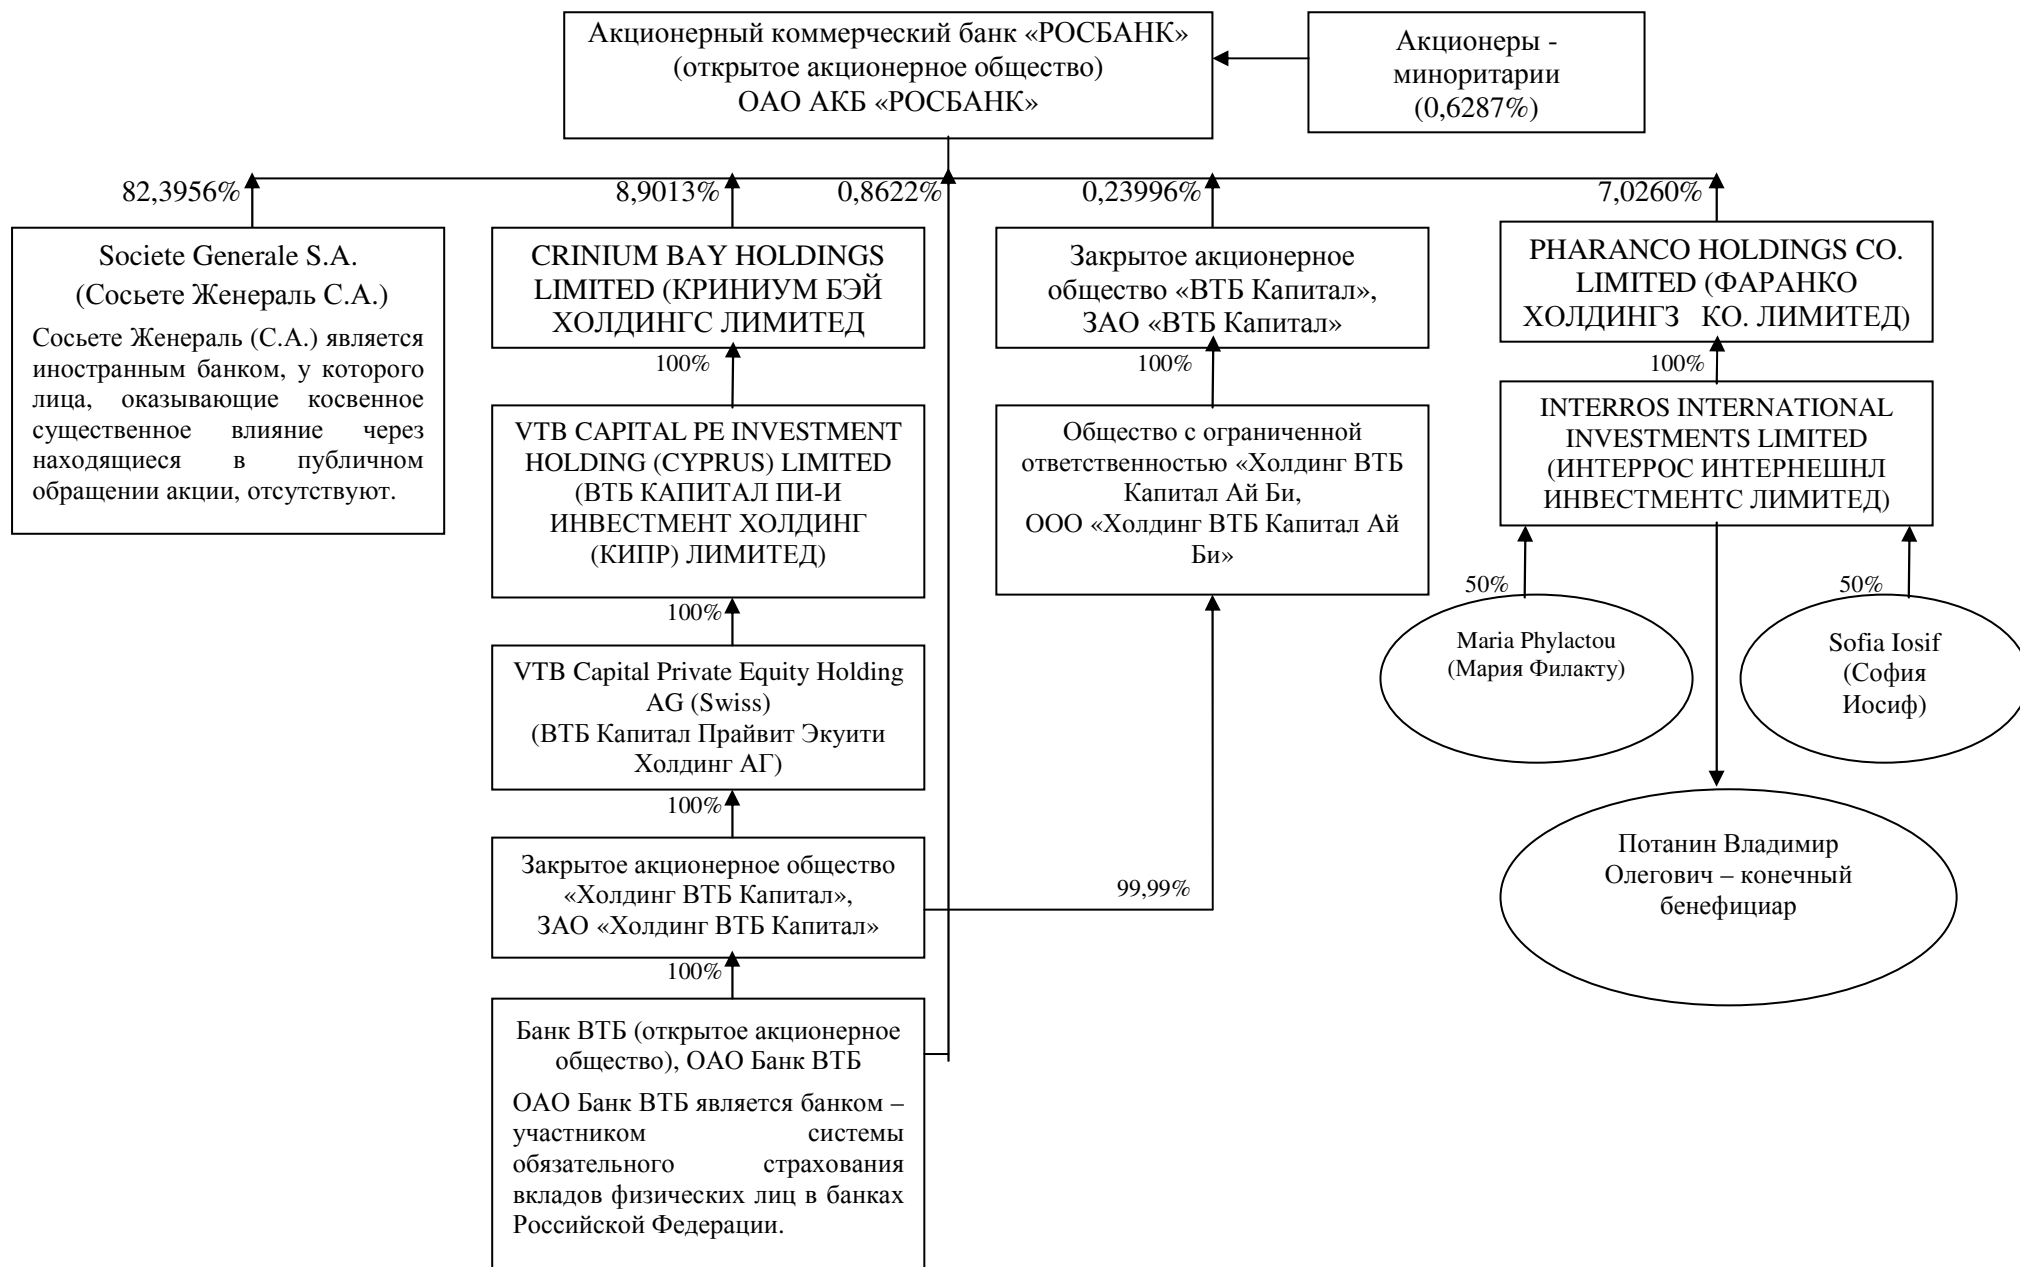 Акционерный коммерческий банк «РОСБАНК»
(открытое акционерное общество)
ОАО АКБ «РОСБАНК»
Акционеры -
миноритарии
(0,6287%)
82,3956%
8,9013%
0,8622%
0,23996%
7,0260%
Societe Generale S.A.
(Сосьете Женераль С.А.)
Сосьете Женераль (С.А.) является
иностранным банком, у которого
лица, оказывающие косвенное
существенное влияние через
находящиеся в публичном
обращении акции, отсутствуют.
CRINIUM BAY HOLDINGS
LIMITED (КРИНИУМ БЭЙ
ХОЛДИНГС ЛИМИТЕД
100%
VTB CAPITAL PE INVESTMENT
HOLDING (CYPRUS) LIMITED
(ВТБ КАПИТАЛ ПИ-И
ИНВЕСТМЕНТ ХОЛДИНГ
(КИПР) ЛИМИТЕД)
100%
VTB Capital Private Equity Holding
AG (Swiss)
(ВТБ Капитал Прайвит Экуити
Холдинг АГ)
100%
Закрытое акционерное общество
«Холдинг ВТБ Капитал»,
ЗАО «Холдинг ВТБ Капитал»
100%
Банк ВТБ (открытое акционерное
общество), ОАО Банк ВТБ
ОАО Банк ВТБ является банком –
участником системы
обязательного страхования
вкладов физических лиц в банках
Российской Федерации.
Закрытое акционерное
общество «ВТБ Капитал»,
ЗАО «ВТБ Капитал»
100%
Общество с ограниченной
ответственностью «Холдинг ВТБ
Капитал Ай Би,
ООО «Холдинг ВТБ Капитал Ай
Би»
99,99%
PHARANCO HOLDINGS CO.
LIMITED (ФАРАНКО
ХОЛДИНГЗ КО. ЛИМИТЕД)
100%
INTERROS INTERNATIONAL
INVESTMENTS LIMITED
(ИНТЕРРОС ИНТЕРНЕШНЛ
ИНВЕСТМЕНТС ЛИМИТЕД)
50%
50%
Maria Phylactou
(Мария Филакту)
Sofia Iosif
(София
Иосиф)
Потанин Владимир
Олегович – конечный
бенефициар